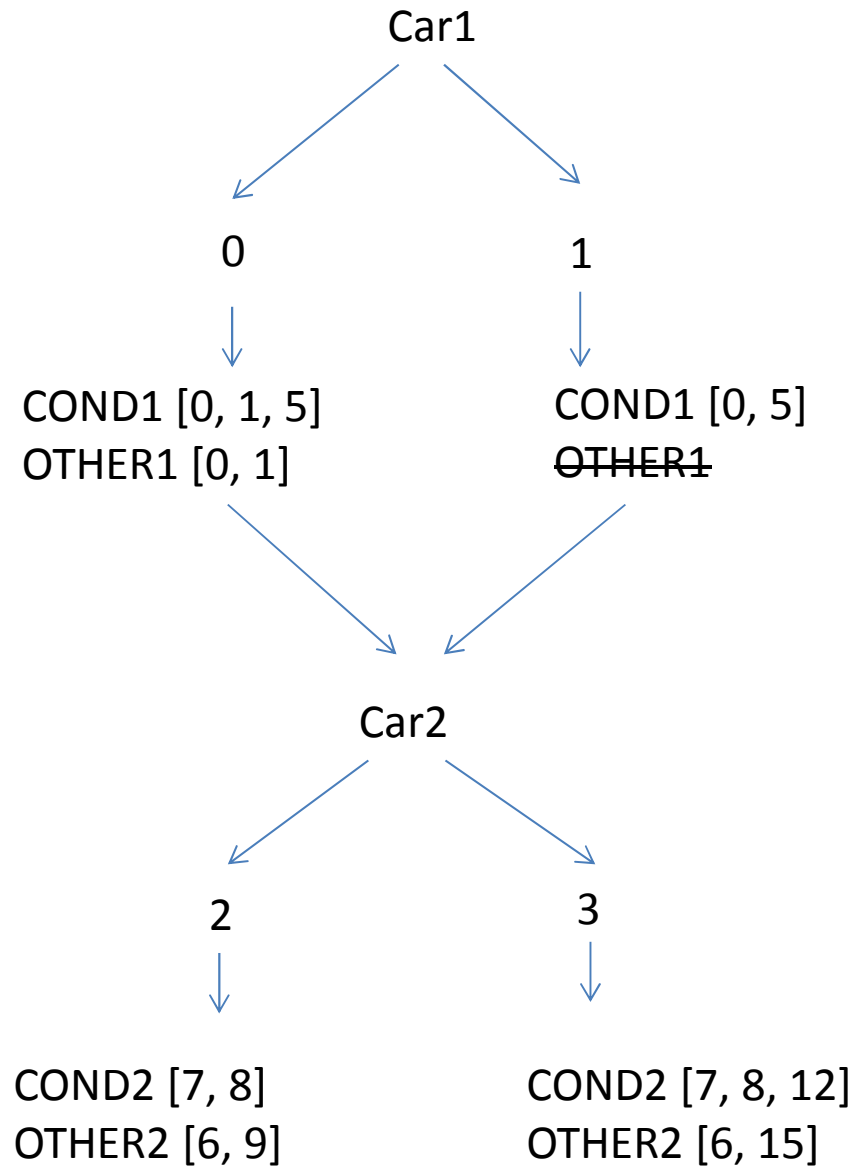 Car1
0
1
COND1 [0, 1, 5]
OTHER1 [0, 1]
COND1 [0, 5]
OTHER1
Car2
2
3
COND2 [7, 8]
OTHER2 [6, 9]
COND2 [7, 8, 12]
OTHER2 [6, 15]